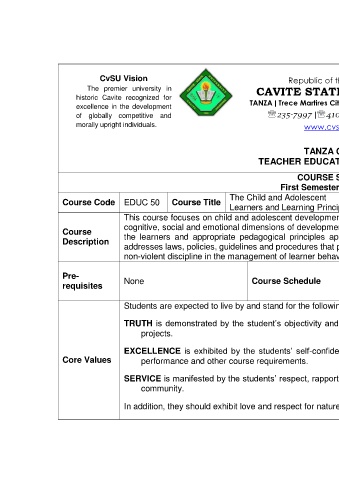 CvSU Vision
The premier university in
historic Cavite recognized for
excellence in the development
of globally competitive and
morally upright individuals.
Republic of th
CAVITE STATE
TANZA | Trece Martires Cit
☏235-7997 |☏410
www.cvs
TANZA C
TEACHER EDUCAT
COURSE S
First Semester
Course Code EDUC 50 Course Title The Child and Adolescent
Learners and Learning Princip
Course
Description
This course focuses on child and adolescent developmen
cognitive, social and emotional dimensions of developme
the learners and appropriate pedagogical principles ap
addresses laws, policies, guidelines and procedures that p
non-violent discipline in the management of learner behav
Pre-
requisites
None Course Schedule
Core Values
Students are expected to live by and stand for the followin
TRUTH is demonstrated by the student's objectivity and
projects.
EXCELLENCE is exhibited by the students' self-confide
performance and other course requirements.
SERVICE is manifested by the students' respect, rapport
community.
In addition, they should exhibit love and respect for nature